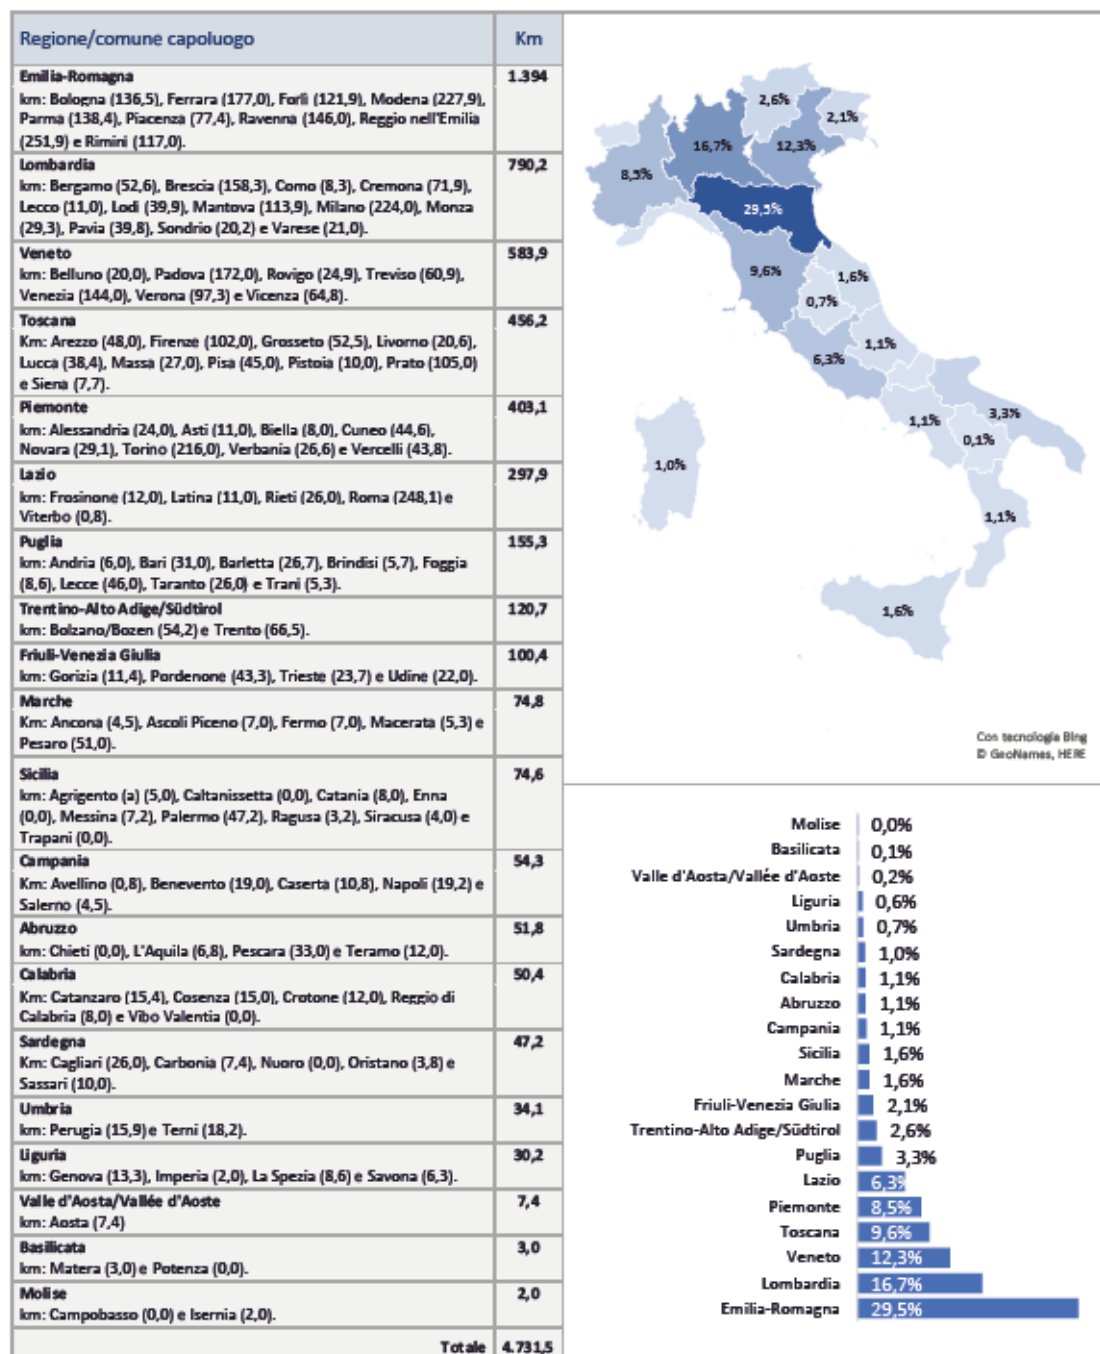 Regione/comune capoluogo Km
Emilia-Romagna 1.394
km: Bologna (136,5), Ferrara (177,0), Forlì (121,9), Modena (227,9),
Parma (138,4), Piacenza (77,4), Ravenna (146,0), Reggio nell'Emilia
(251,9) e Rimini (117,0).
Lombardia 790,2
km: Bergamo (52,6), Brescia (158,3), Como (8,3), Cremona (71,9),
Lecco (11,0), Lodi (39,9), Mantova (113,9), Milano (224,0), Monza
(29,3), Pavia (39,8), Sondrio (20,2) e Varese (21,0).
Veneto 583,9
km: Belluno (20,0), Padova (172,0), Rovigo (24,9), Treviso (60,9),
Venezia (144,0), Verona (97,3) e Vicenza (64,8).
Toscana 456,2
Km: Arezzo (48,0), Firenze (102,0), Grosseto (52,5), Livorno (20,6),
Lucca (38,4), Massa (27,0), Pisa (45,0), Pistoia (10,0), Prato (105,0)
e Siena (7,7).
Piemonte 403,1
km: Alessandria (24,0), Asti (11,0), Biella (8,0), Cuneo (44,6),
Novara (29,1), Torino (216,0), Verbania (26,6) e Vercelli (43,8).
Lazio 297,9
km: Frosinone (12,0), Latina (11,0), Rieti (26,0), Roma (248,1) e
Viterbo (0,8).
Puglia 155,3
km: Andria (6,0), Bari (31,0), Barletta (26,7), Brindisi (5,7), Foggia
(8,6), Lecce (46,0), Taranto (26,0) e Trani (5,3).
Trentino-Alto Adige/Südtirol 120,7
km: Bolzano/Bozen (54,2) e Trento (66,5).
Friuli-Venezia Giulia 100,4
km: Gorizia (11,4), Pordenone (43,3), Trieste (23,7) e Udine (22,0).
Marche 74,8
Km: Ancona (4,5), Ascoli Piceno (7,0), Fermo (7,0), Macerata (5,3) e
Pesaro (51,0).
Sicilia 74,6
km: Agrigento (a) (5,0), Caltanissetta (0,0), Catania (8,0), Enna
(0,0), Messina (7,2), Palermo (47,2), Ragusa (3,2), Siracusa (4,0) e
Trapani (0,0).
Campania 54,3
Km: Avellino (0,8), Benevento (19,0), Caserta (10,8), Napoli (19,2) e
Salerno (4,5).
Abruzzo 51,8
km: Chieti (0,0), L'Aquila (6,8), Pescara (33,0) e Teramo (12,0).
Calabria 50,4
Km: Catanzaro (15,4), Cosenza (15,0), Crotone (12,0), Reggio di
Calabria (8,0) e Vibo Valentia (0,0).
Sardegna 47,2
Km: Cagliari (26,0), Carbonia (7,4), Nuoro (0,0), Oristano (3,8) e
Sassari (10,0).
Umbria 34,1
km: Perugia (15,9) e Terni (18,2).
Liguria 30,2
km: Genova (13,3), Imperia (2,0), La Spezia (8,6) e Savona (6,3).
Valle d'Aosta/Vallée d'Aoste 7,4
km: Aosta (7,4)
Basilicata 3,0
km: Matera (3,0) e Potenza (0,0).
Molise 2,0
km: Campobasso (0,0) e Isernia (2,0).
Totale 4.731,5
2,6%
2,1%
16,7%
12,3%
8,5%
29,5%
9,6%
1,6%
0,7%
1,1%
6,3%
3,3%
1,1%
0,1%
1,0%
1,1%
1,6%
Con tecnologia Bing
© GeoNames, HERE
Molise 0,0%
Basilicata 0,1%
Valle d'Aosta/Vallée d'Aoste 0,2%
Liguria 0,6%
Umbria 0,7%
Sardegna 1,0%
Calabria 1,1%
Abruzzo 1,1%
Campania 1,1%
Sicilia 1,6%
Marche 1,6%
Friuli-Venezia Giulia 2,1%
Trentino-Alto Adige/Südtirol 2,6%
Puglia 3,3%
Lazio 6,3%
Piemonte 8,5%
Toscana 9,6%
Veneto 12,3%
Lombardia 16,7%
Emilia-Romagna 29,5%